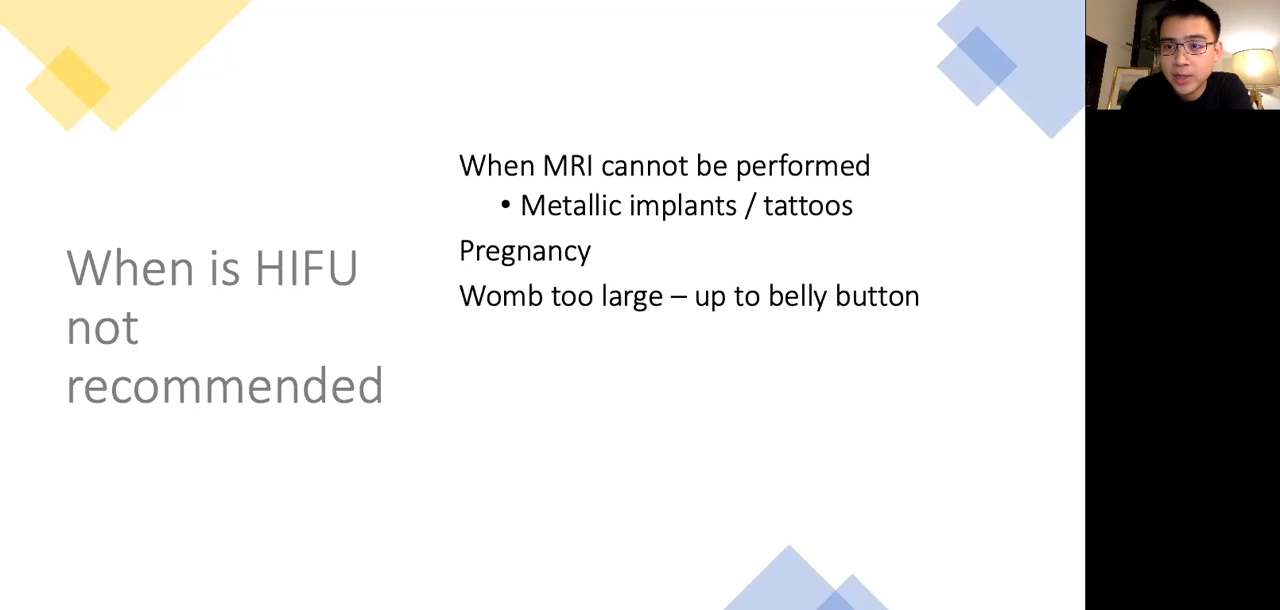 When is HIFU
not
recommended
When MRI cannot be performed
• Metallic implants / tattoos
Pregnancy
Womb too large – up to belly button